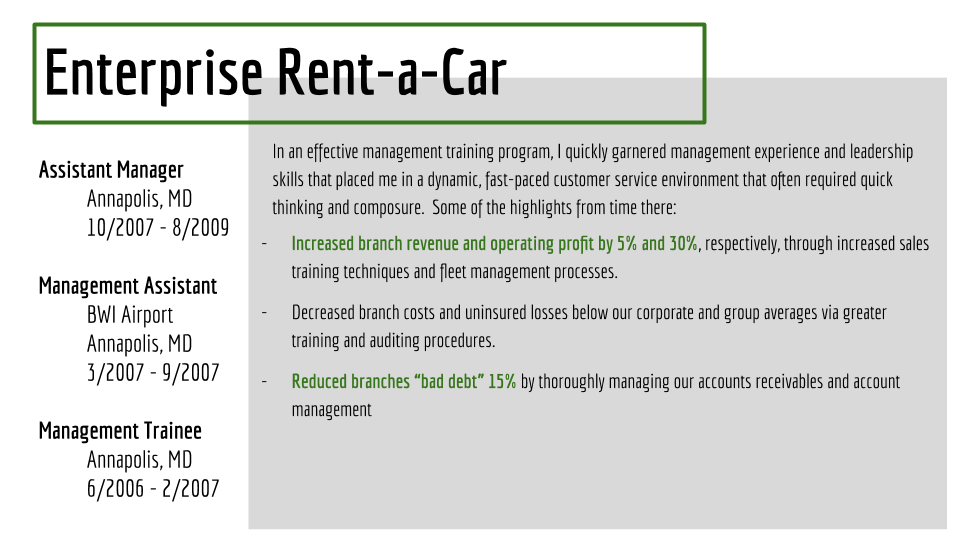 Enterprise Rent-a-Car
Assistant Manager
Annapolis, MD
10/2007 - 8/2009
Management Assistant
BWI Airport
Annapolis, MD
3/2007 - 9/2007
Management Trainee
Annapolis, MD
6/2006 - 2/2007
In an effective management training program, I quickly garnered management experience and leadership
skills that placed me in a dynamic, fast-paced customer service environment that often required quick
thinking and composure.  Some of the highlights from time there:
- Increased branch revenue and operating profit by 5% and 30%, respectively, through increased sales
training techniques and fleet management processes.
- Decreased branch costs and uninsured losses below our corporate and group averages via greater
training and auditing procedures.
- Reduced branches “bad debt” 15% by thoroughly managing our accounts receivables and account
management